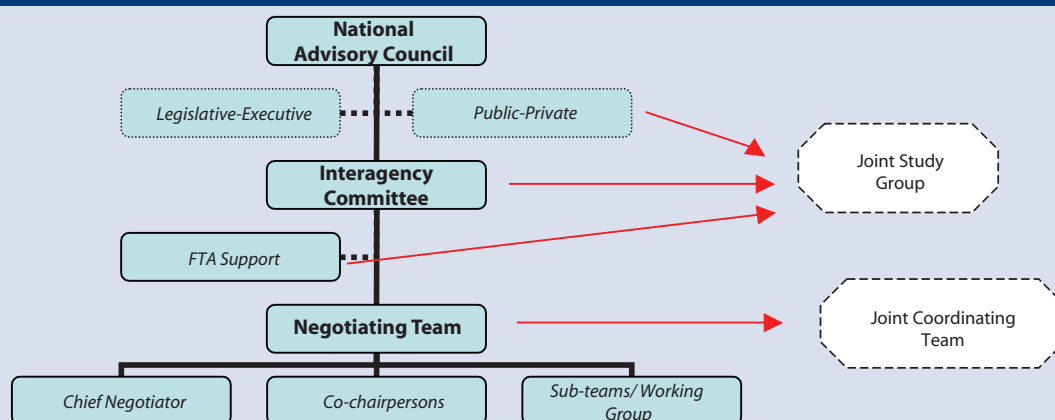 National
Advisory Council
Legislative-Executive
Public-Private
Joint Study
Group
Interagency
Committee
FTA Support
Negotiating Team
Joint Coordinating
Team
Chief Negotiator
Co-chairpersons
Sub-teams/ Working
Group